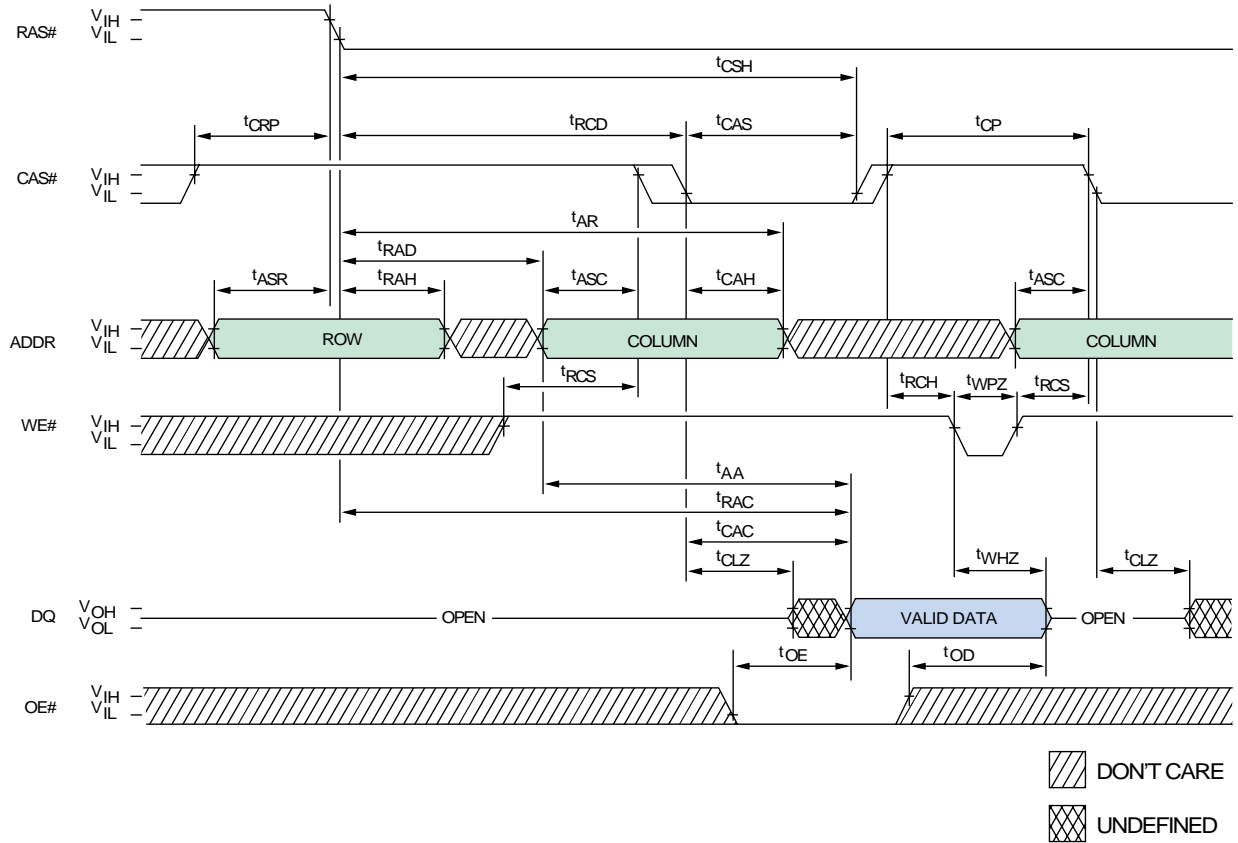 RAS#
VIH
VIL
tCSH
tCRP
tRCD
tCAS
tCP
CAS#
VIH
VIL
tAR
tRAD
tASR
tRAH
tASC
tCAH
tASC
ADDR
VIH
VIL
ROW
COLUMN
COLUMN
tRCS
tRCH
tWPZ
tRCS
WE#
VIH
VIL
tAA
tRAC
tCAC
tCLZ
tWHZ
tCLZ
DQ
VOH
VOL
OPEN
VALID DATA
OPEN
tOE
tOD
OE#
VIH
VIL
DON'T CARE
UNDEFINED